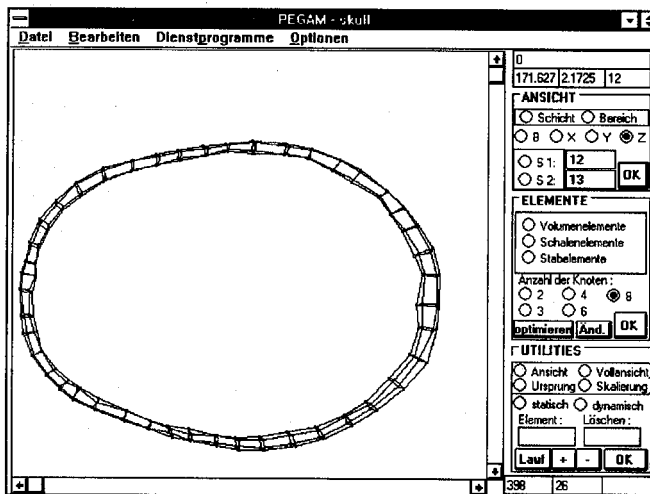 PEGAM - skull
Datei Bearbeiten Dienstprogramme Optionen
0
171.627 2.1725 12
ANSICHT
Schicht Bereich
B X Y Z
S 1: 12
S 2: 13 OK
ELEMENTE
Volumenelemente
Schalenelemente
Stabelemente
Anzahl der Knoten :
2 4 8
3 6
optimieren Änd. OK
UTILITIES
Ansicht Vollansicht
Ursprung Skalierung
statisch dynamisch
Element : Löschen :
Lauf + - OK
398 26